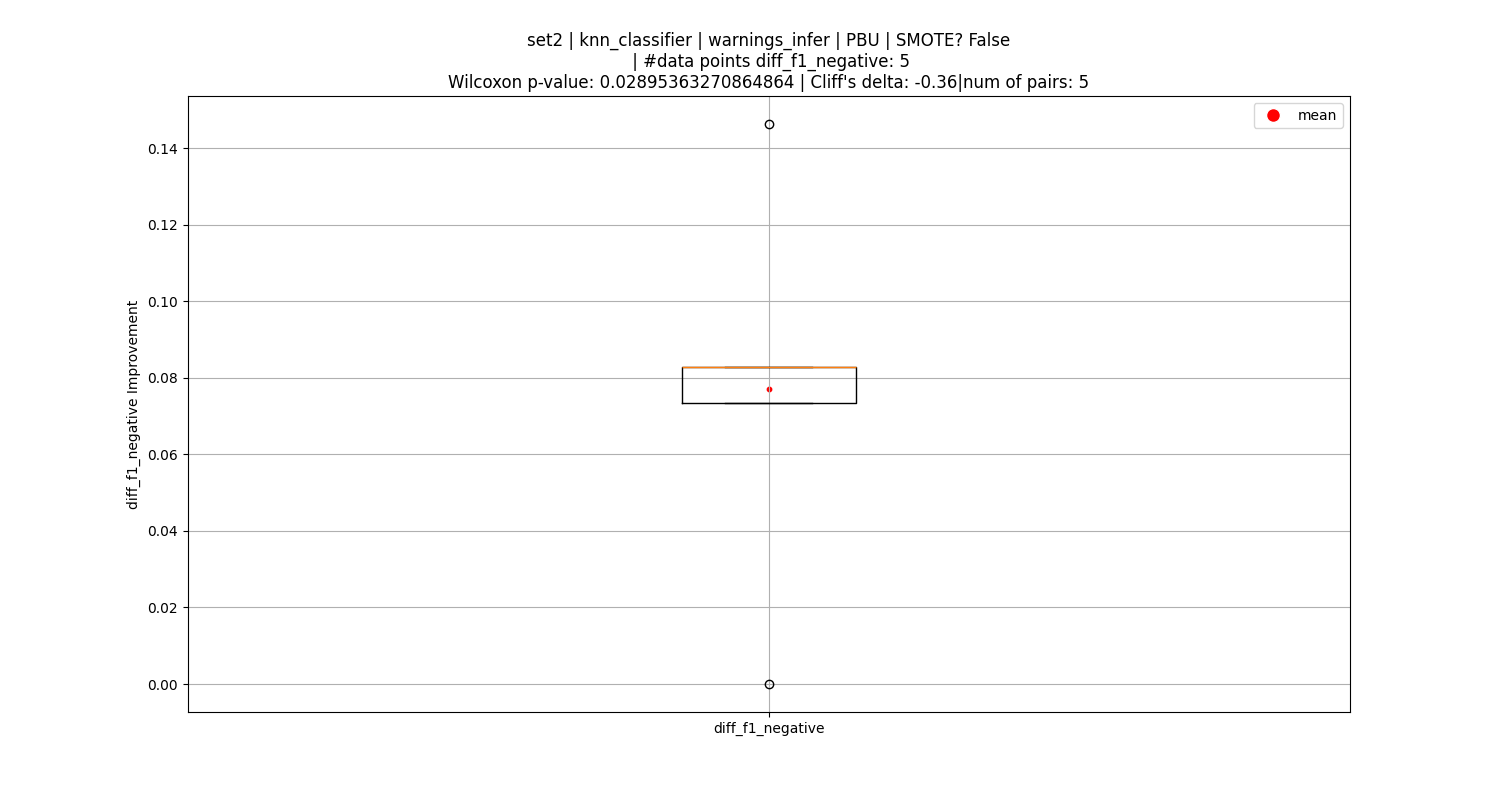 set2 | knn_classifier | warnings_infer | PBU | SMOTE? False
| #data points diff_f1_negative: 5
Wilcoxon p-value: 0.02895363270864864 | Cliff's delta: -0.36|num of pairs: 5
mean
0.14
0.12
0.10
0.08
0.06
0.04
0.02
0.00
diff_f1_negative Improvement
diff_f1_negative